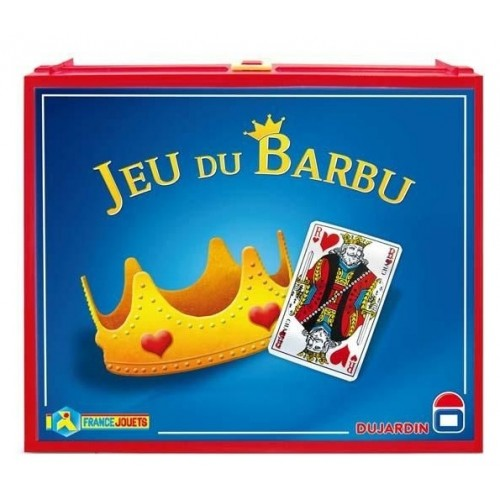 JEU DU BARBU
R
R
FRANCE JOUETS
DUJARDIN